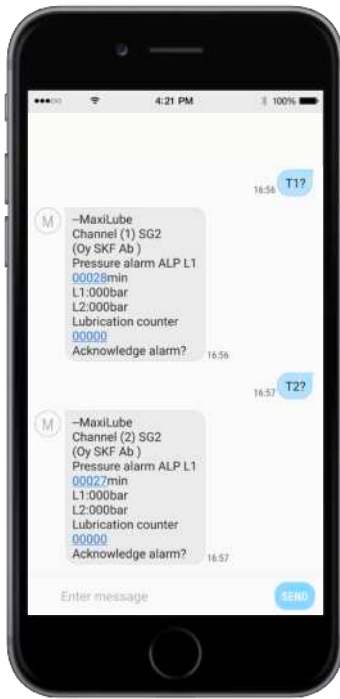 4:21 PM
100%
T1?
16:56
M
–MaxiLube
Channel (1) SG2
(Oy SKF Ab )
Pressure alarm ALP L1
00028min
L1:000bar
L2:000bar
Lubrication counter
00000
Acknowledge alarm?
16:56
T2?
16:57
M
–MaxiLube
Channel (2) SG2
(Oy SKF Ab )
Pressure alarm ALP L1
00027min
L1:000bar
L2:000bar
Lubrication counter
00000
Acknowledge alarm?
16:57
Enter message
SEND